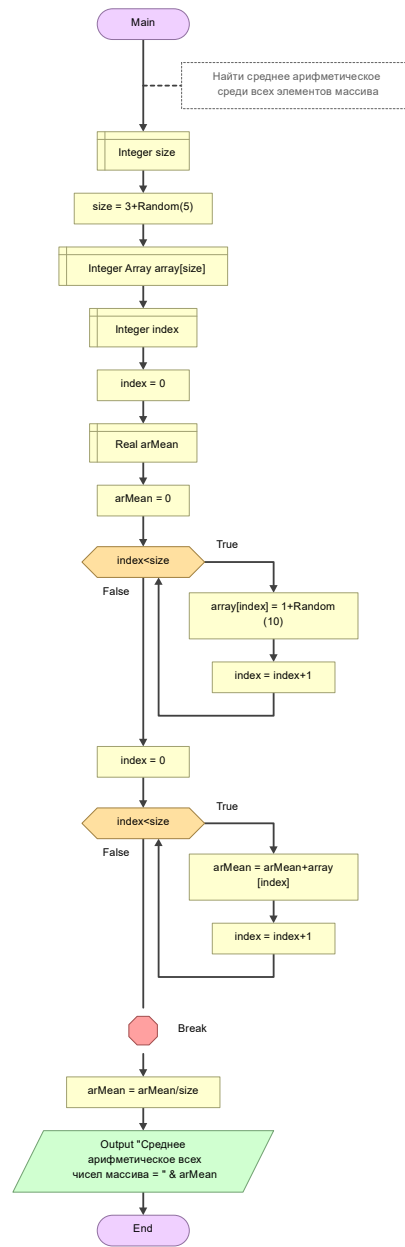 Main
Найти среднее арифметическое
среди всех элементов массива
Integer size
size = 3+Random(5)
Integer Array array[size]
Integer index
index = 0
Real arMean
arMean = 0
index<size
True
False
array[index] = 1+Random
(10)
index = index+1
index = 0
index<size
True
False
arMean = arMean+array
[index]
index = index+1
Break
arMean = arMean/size
Output "Среднее
арифметическое всех
чисел массива = " & arMean
End